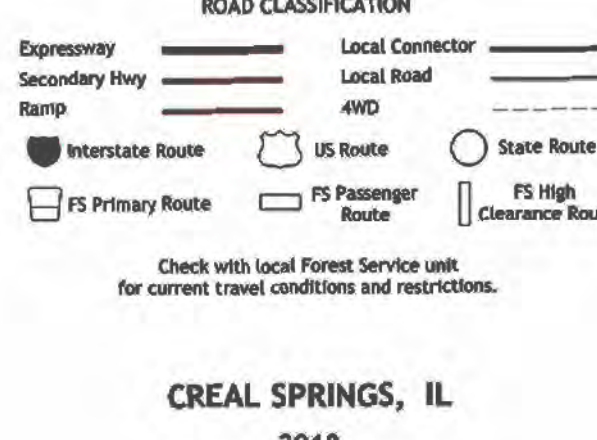 ROAD CLASSIFICATION
Expressway Local Connector
Secondary Hwy Local Road
Ramp 4WD
Interstate Route US Route State Route
FS Primary Route FS Passenger Route FS High Clearance Rou
Check with local Forest Service unit
for current travel conditions and restrictions.
CREAL SPRINGS, IL